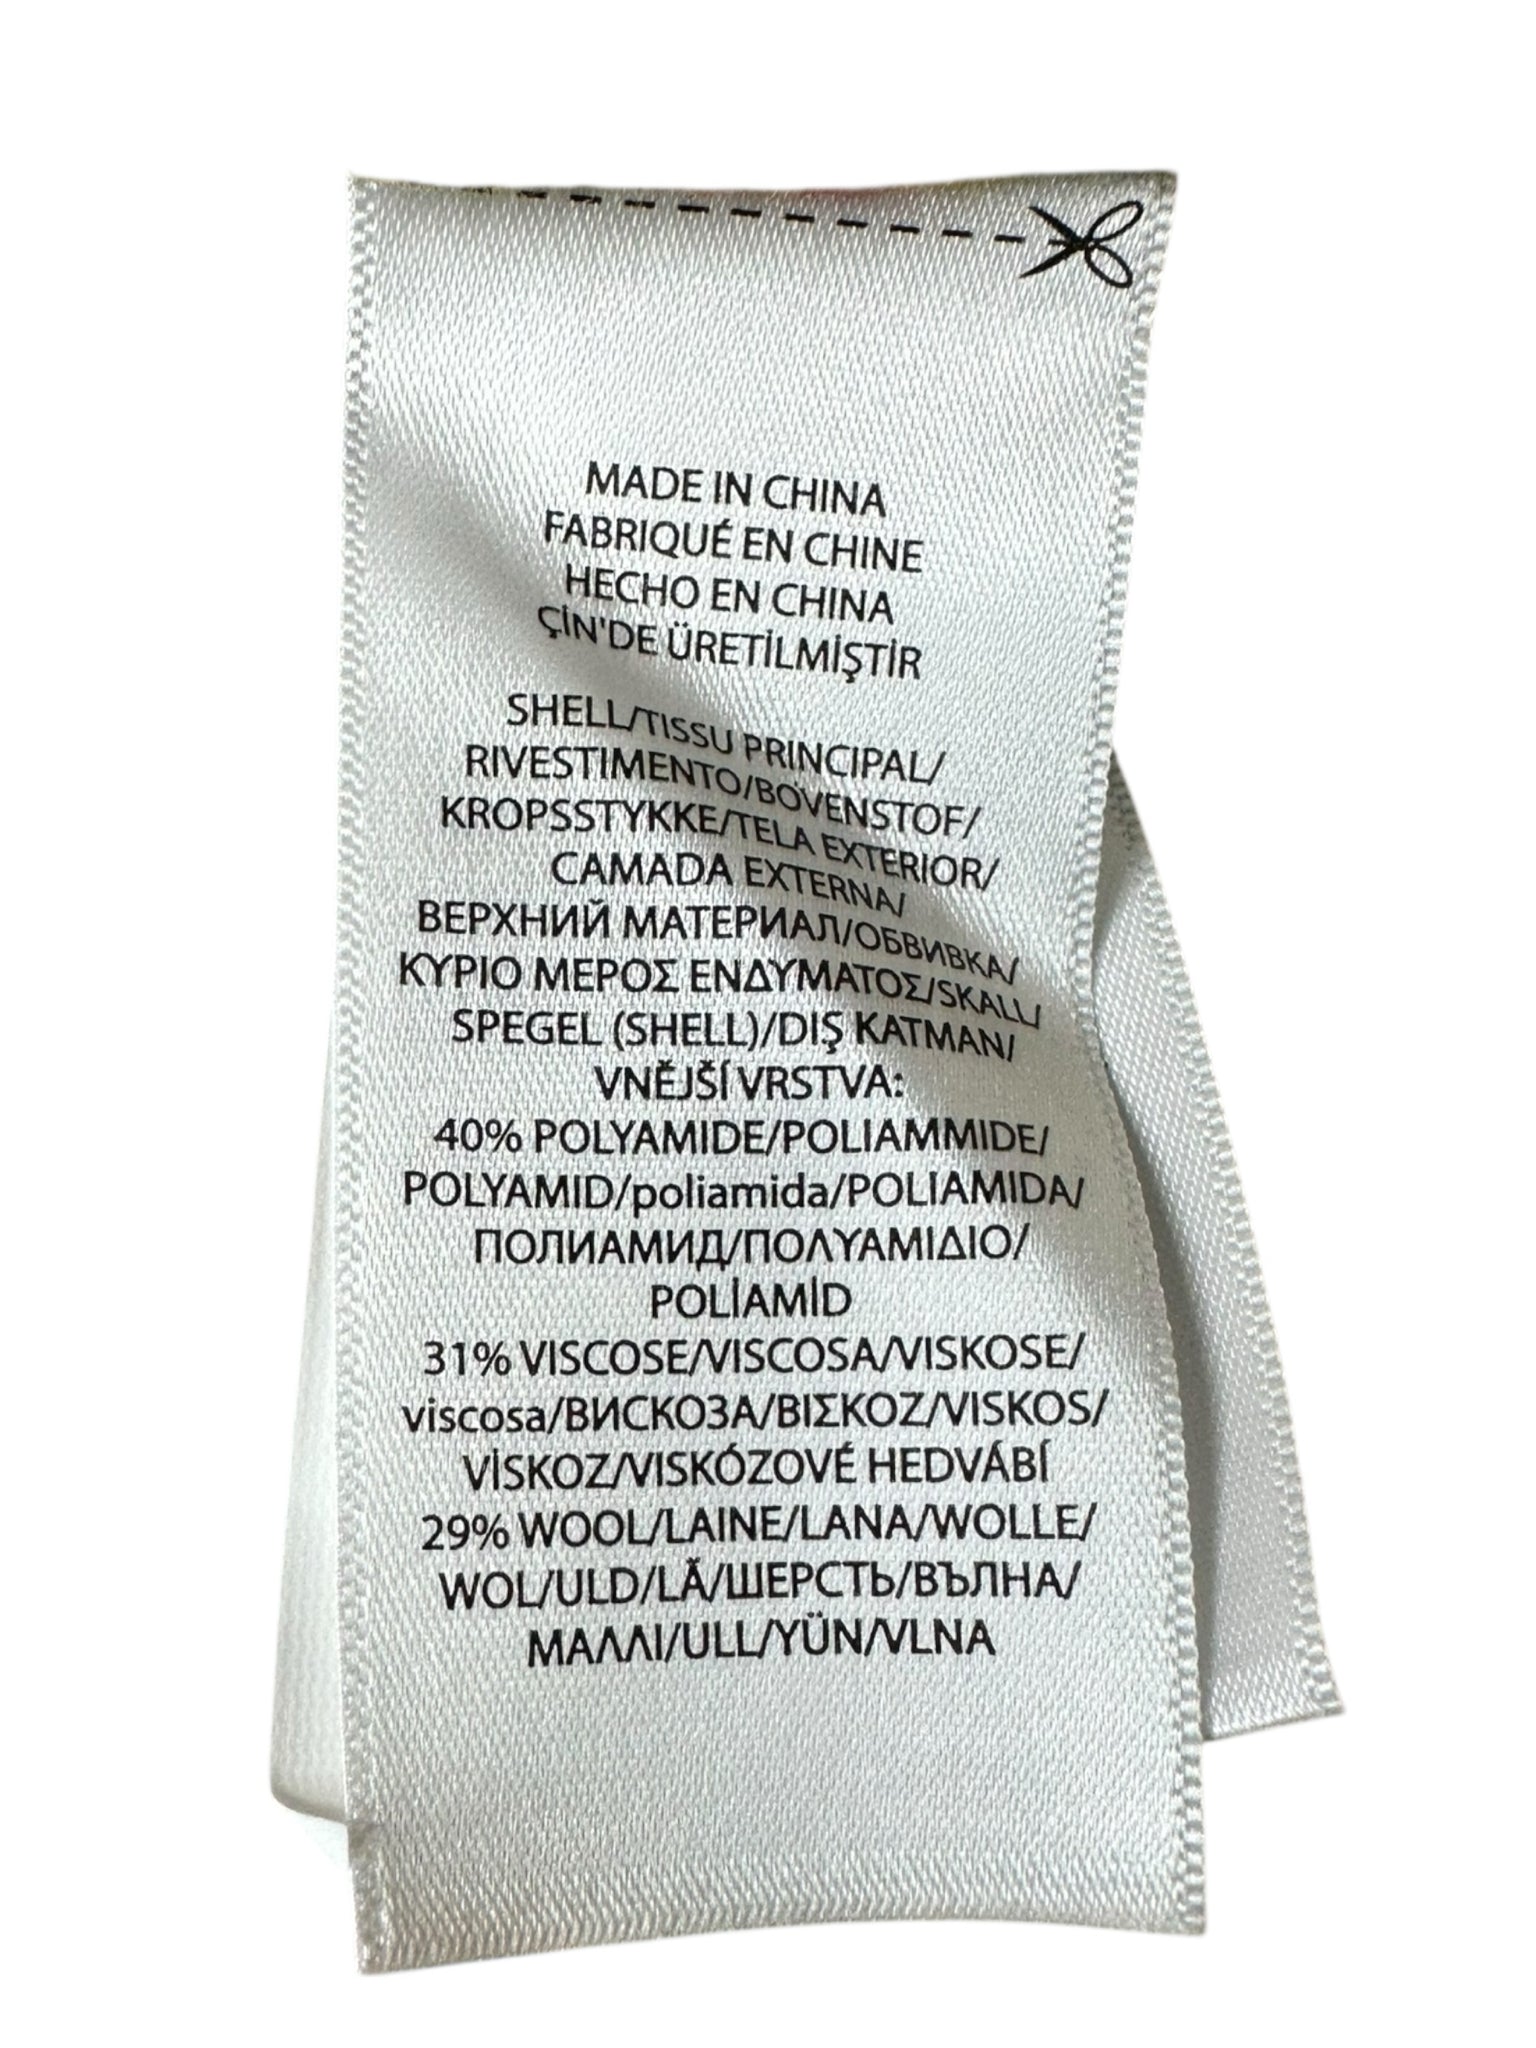 MADE IN CHINA
FABRIQUÉ EN CHINE
HECHO EN CHINA
ÇİN'DE ÜRETİLMİŞTİR
SHELL/TISSU PRINCIPAL/
RIVESTIMENTO/BOVENSTOF/
KROPSSTYKKE/TELA EXTERIOR/
CAMADA EXTERNA/
ВЕРХНИЙ МАТЕРИАЛ/ОБВИВКА/
ΚΥΡΙΟ ΜΕΡΟΣ ΕΝΔΥΜΑΤΟΣ/SKALL/
SPEGEL (SHELL)/DIŞ KATMAN/
VNĚJŠÍ VRSTVA:
40% POLYAMIDE/POLIAMMIDE/
POLYAMID/poliamida/POLIAMIDA/
ПОЛИАМИД/ΠΟΛΥΑΜΙΔΙΟ/
POLİAMİD
31% VISCOSE/VISCOSA/VISKOSE/
viscosa/ВИСКОЗА/ΒΙΣΚΟΖ/VISKOS/
VİSKOZ/VISKÓZOVÉ HEDVÁBÍ
29% WOOL/LAINE/LANA/WOLLE/
WOL/ULD/LÃ/ШЕРСТЬ/ВЪЛНА/
ΜΑΛΛΙ/ULL/YÜN/VLNA